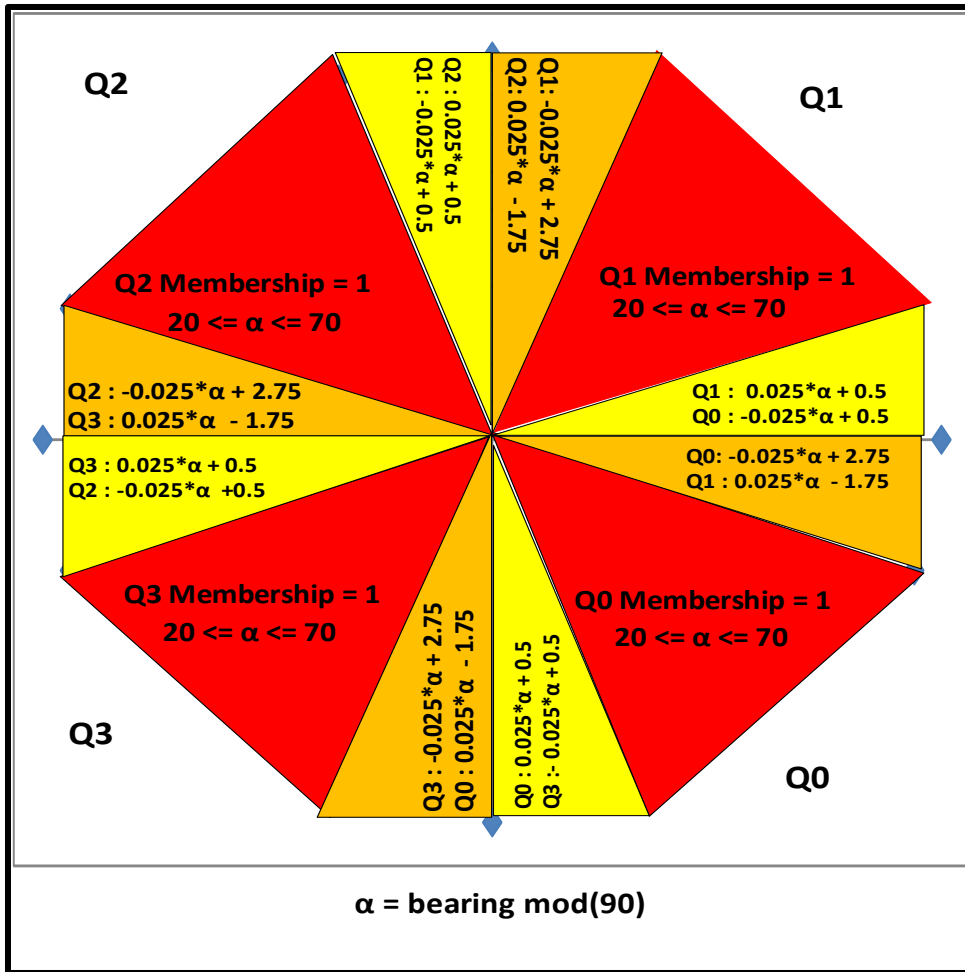 Q2
Q1
Q2 : 0.025*α + 0.5
Q1 : -0.025*α + 0.5
Q1: -0.025*α + 2.75
Q2: 0.025*α - 1.75
Q2 Membership = 1
20 <= α <= 70
Q1 Membership = 1
20 <= α <= 70
Q2 : -0.025*α + 2.75
Q3 : 0.025*α - 1.75
Q1 : 0.025*α + 0.5
Q0 : -0.025*α + 0.5
Q3 : 0.025*α + 0.5
Q2 : -0.025*α +0.5
Q0: -0.025*α + 2.75
Q1: 0.025*α - 1.75
Q3 Membership = 1
20 <= α <= 70
Q0 Membership = 1
20 <= α <= 70
Q3 : -0.025*α + 2.75
Q0 : 0.025*α - 1.75
Q0 : 0.025*α + 0.5
Q3 :- 0.025*α + 0.5
Q3
Q0
α = bearing mod(90)